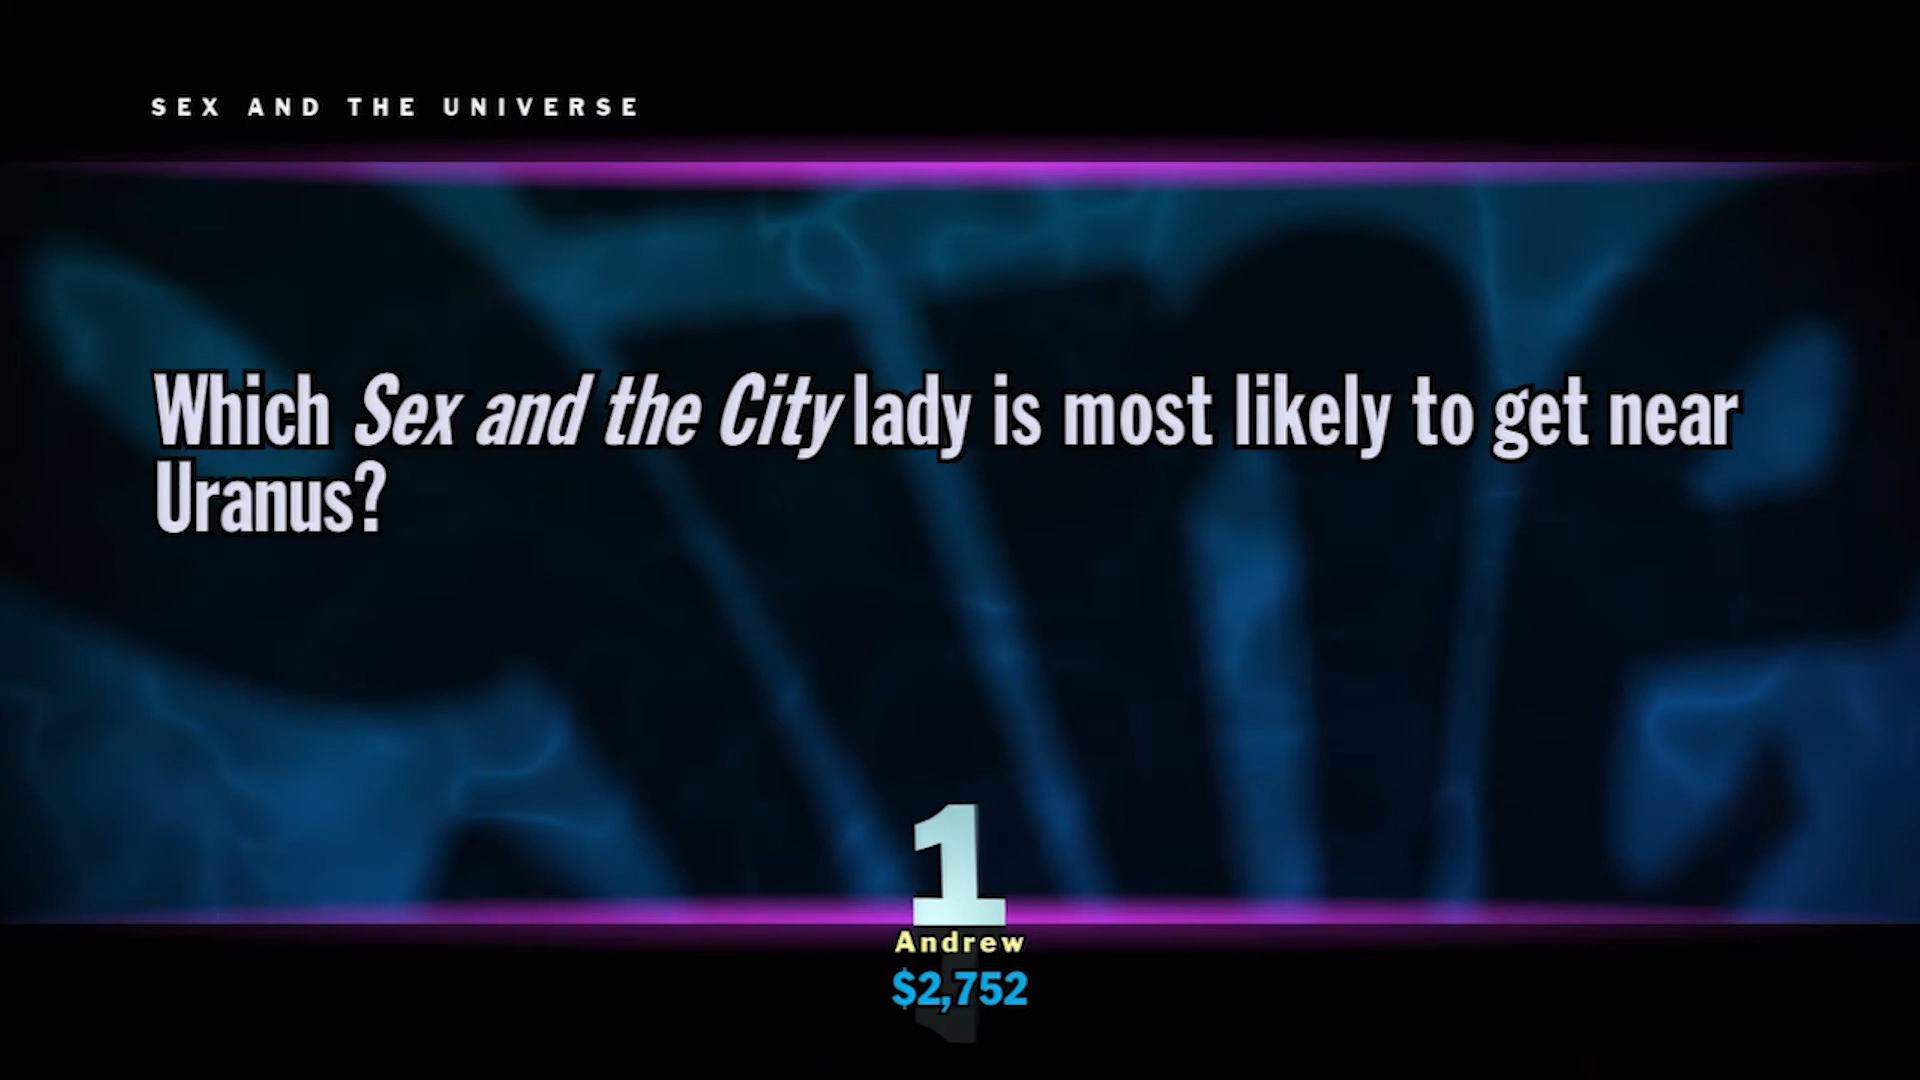 SEX AND THE UNIVERSE
Which Sex and the City lady is most likely to get near
Uranus?
1
Andrew
$2,752